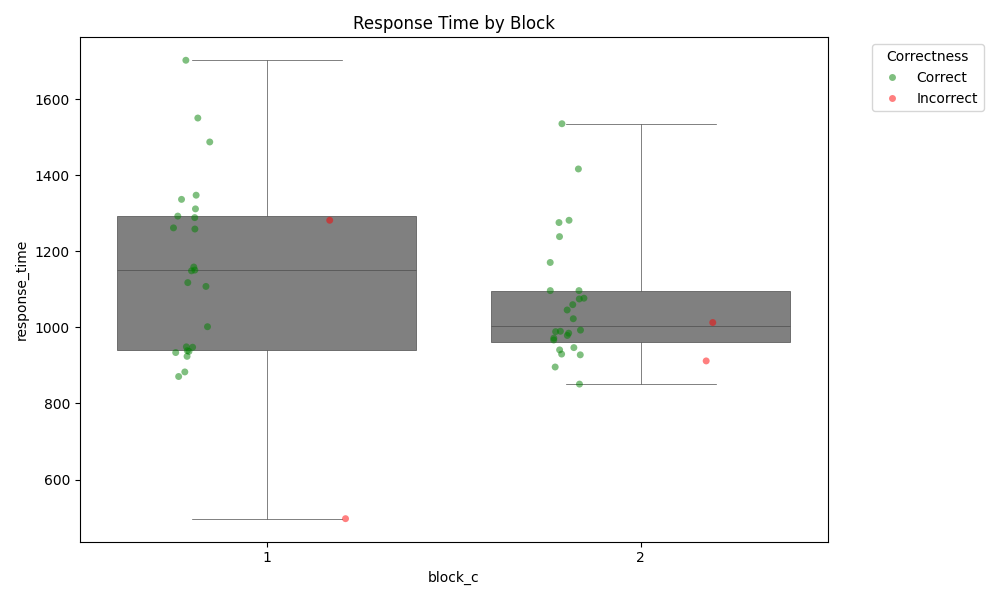 Response Time by Block
Correctness
Correct
Incorrect
response_time
1600
1400
1200
1000
800
600
1
2
block_c